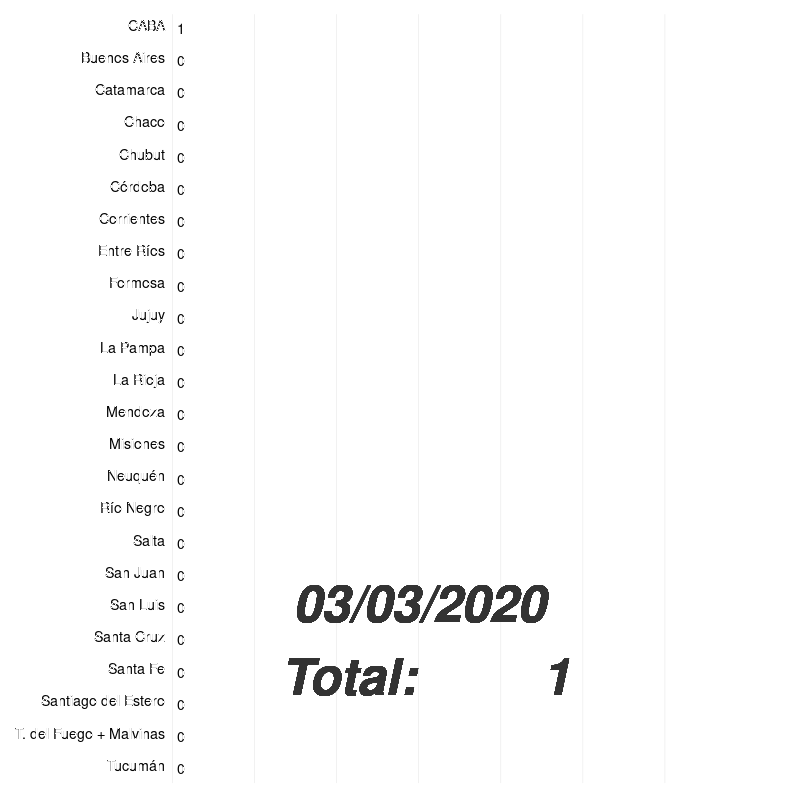 CABA 1
Buenos Aires 0
Catamarca 0
Chaco 0
Chubut 0
Córdoba 0
Corrientes 0
Entre Ríos 0
Formosa 0
Jujuy 0
La Pampa 0
La Rioja 0
Mendoza 0
Misiones 0
Neuquén 0
Río Negro 0
Salta 0
San Juan 0
San Luis 0
Santa Cruz 0
Santa Fe 0
Santiago del Estero 0
T. del Fuego + Malvinas 0
Tucumán 0
03/03/2020
Total: 1